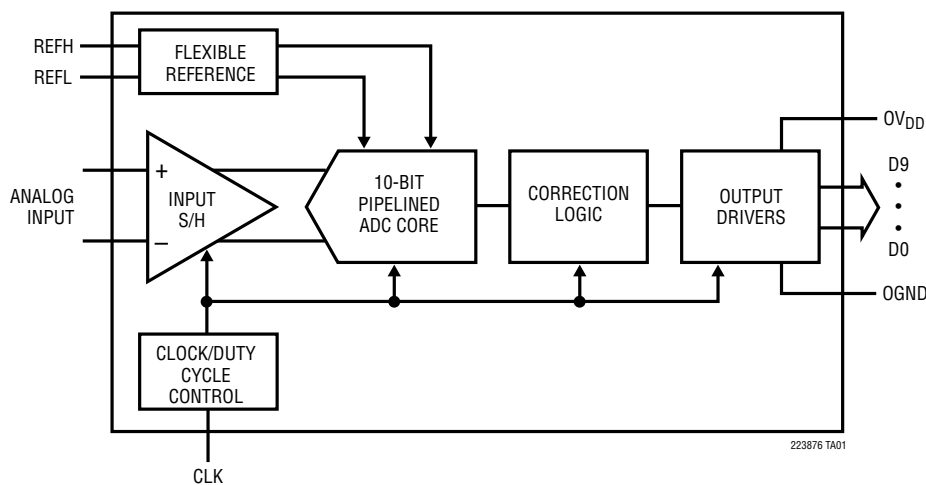 REFH
REFL
FLEXIBLE
REFERENCE
OVDD
ANALOG
INPUT
+
–
INPUT
S/H
10-BIT
PIPELINED
ADC CORE
CORRECTION
LOGIC
OUTPUT
DRIVERS
D9
•
•
•
D0
OGND
CLOCK/DUTY
CYCLE
CONTROL
CLK
223876 TA01